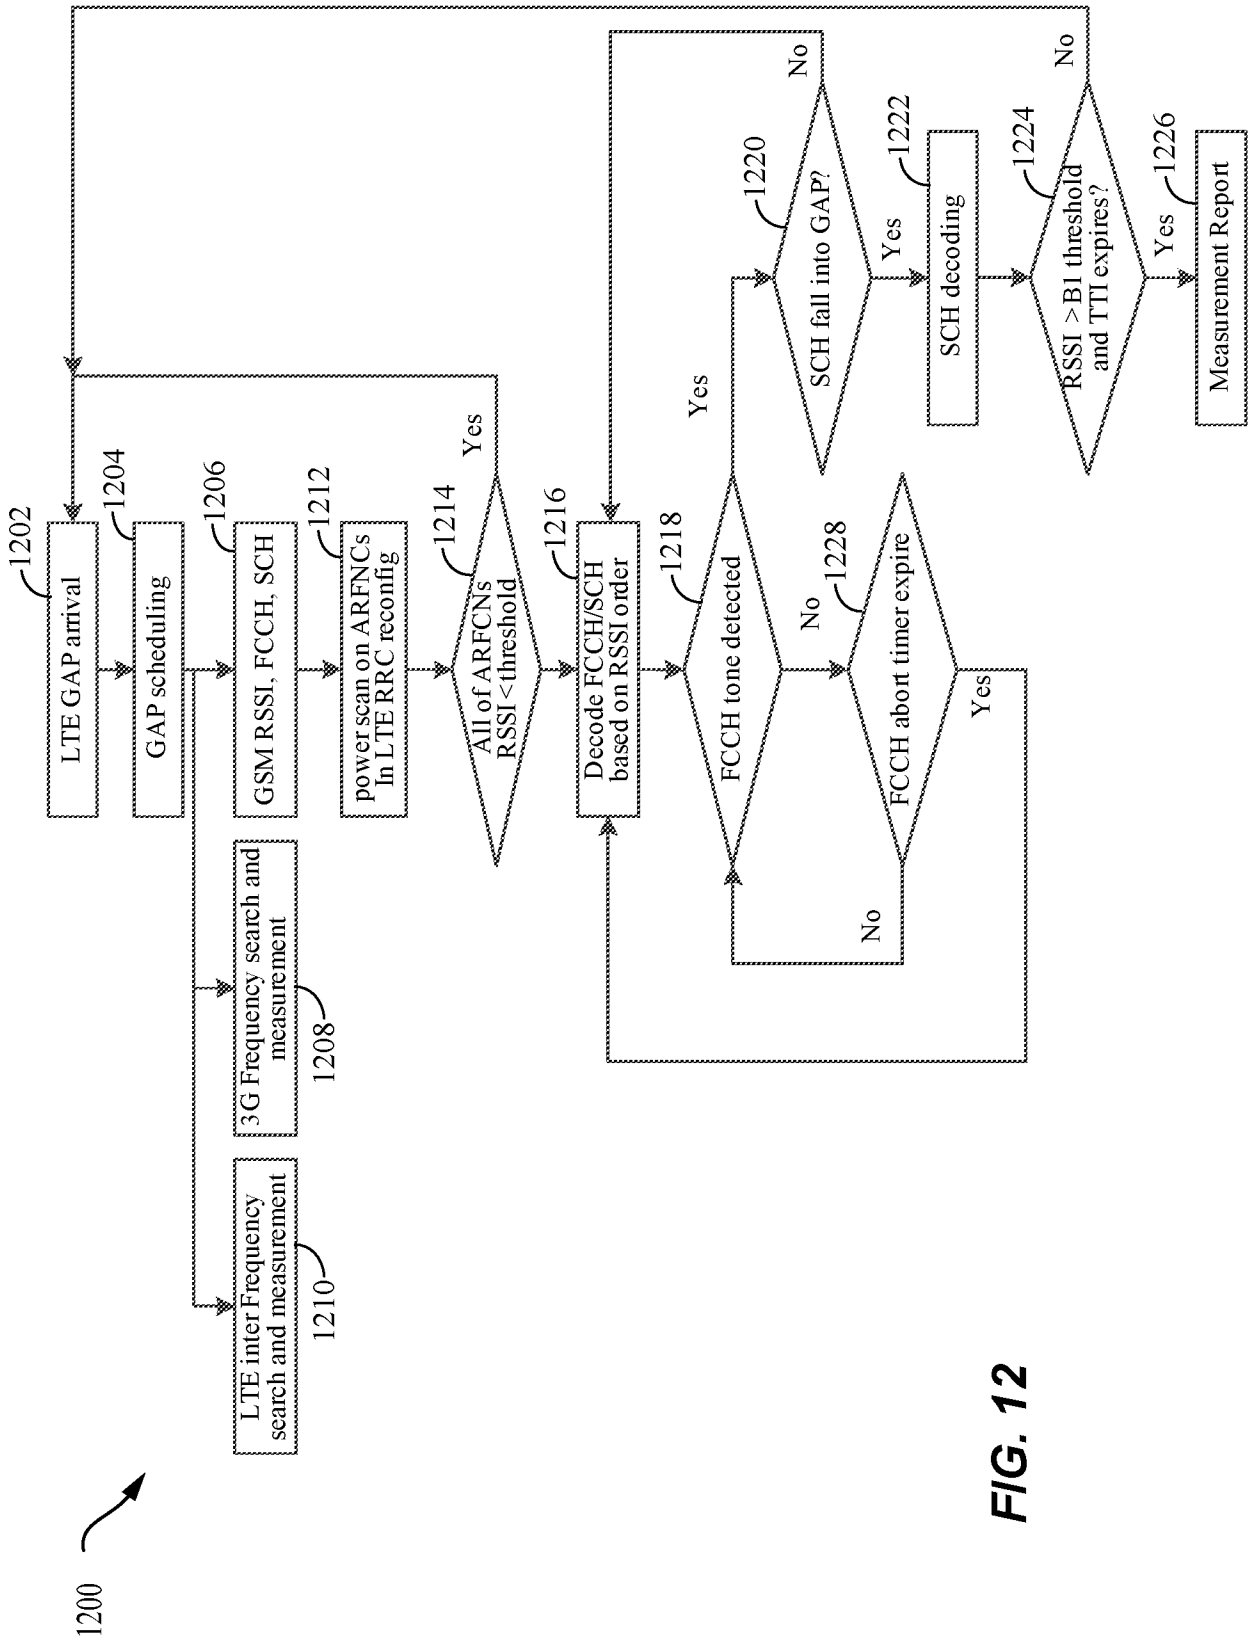 1200
1202
LTE GAP arrival
1204
GAP scheduling
1206
GSM RSSI, FCCH, SCH
3G Frequency search and
measurement
1208
LTE inter Frequency
search and measurement
1210
1212
power scan on ARFNCs
In LTE RRC reconfig
1214
All of ARFCNs
RSSI<threshold
Yes
1216
Decode FCCH/SCH
based on RSSI order
1218
FCCH tone detected
Yes
No
1228
FCCH abort timer expire
No
Yes
1220
SCH fall into GAP?
No
Yes
1222
SCH decoding
1224
RSSI >B1 threshold
and TTI expires?
No
Yes
1226
Measurement Report
FIG. 12